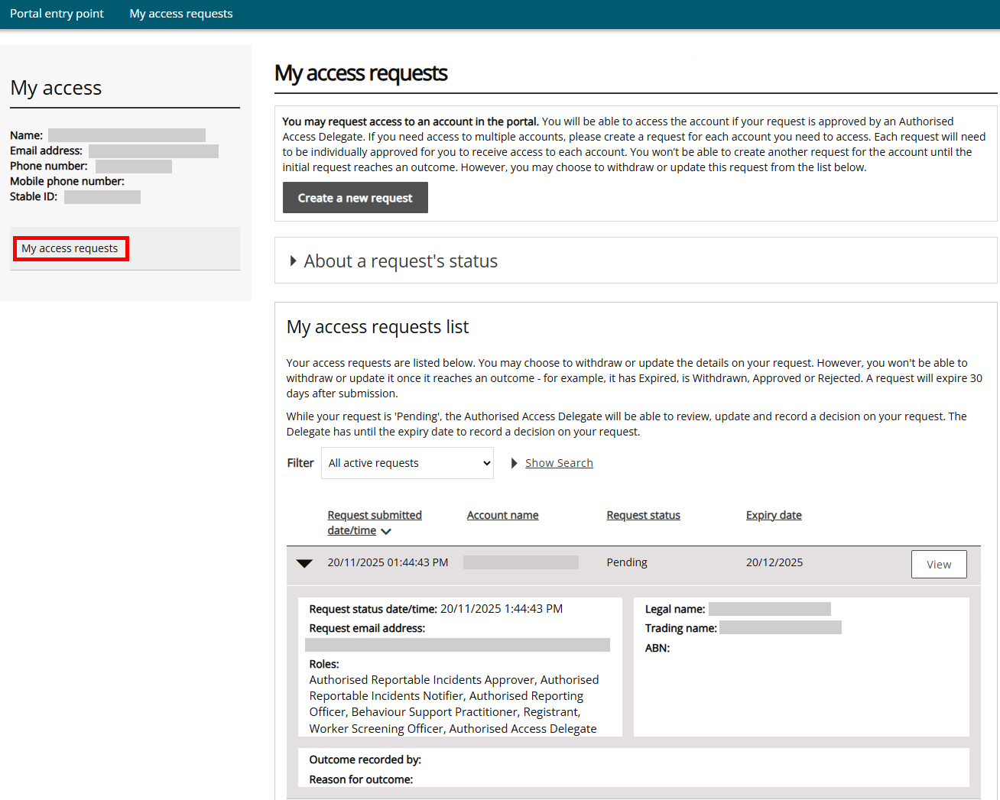 Portal entry point My access requests
My access
Name:
Email address:
Phone number:
Mobile phone number:
Stable ID:
My access requests
My access requests
You may request access to an account in the portal. You will be able to access the account if your request is approved by an Authorised
Access Delegate. If you need access to multiple accounts, please create a request for each account you need to access. Each request will need
to be individually approved for you to receive access to each account. You won’t be able to create another request for the account until the
initial request reaches an outcome. However, you may choose to withdraw or update this request from the list below.
Create a new request
About a request's status
My access requests list
Your access requests are listed below. You may choose to withdraw or update the details on your request. However, you won't be able to
withdraw or update it once it reaches an outcome - for example, it has Expired, is Withdrawn, Approved or Rejected. A request will expire 30
days after submission.
While your request is 'Pending', the Authorised Access Delegate will be able to review, update and record a decision on your request. The
Delegate has until the expiry date to record a decision on your request.
Filter All active requests Show Search
Request submitted Account name Request status Expiry date
date/time
20/11/2025 01:44:43 PM Pending 20/12/2025 View
Request status date/time: 20/11/2025 1:44:43 PM
Request email address:
Roles:
Authorised Reportable Incidents Approver, Authorised
Reportable Incidents Notifier, Authorised Reporting
Officer, Behaviour Support Practitioner, Registrant,
Worker Screening Officer, Authorised Access Delegate
Legal name:
Trading name:
ABN:
Outcome recorded by:
Reason for outcome: